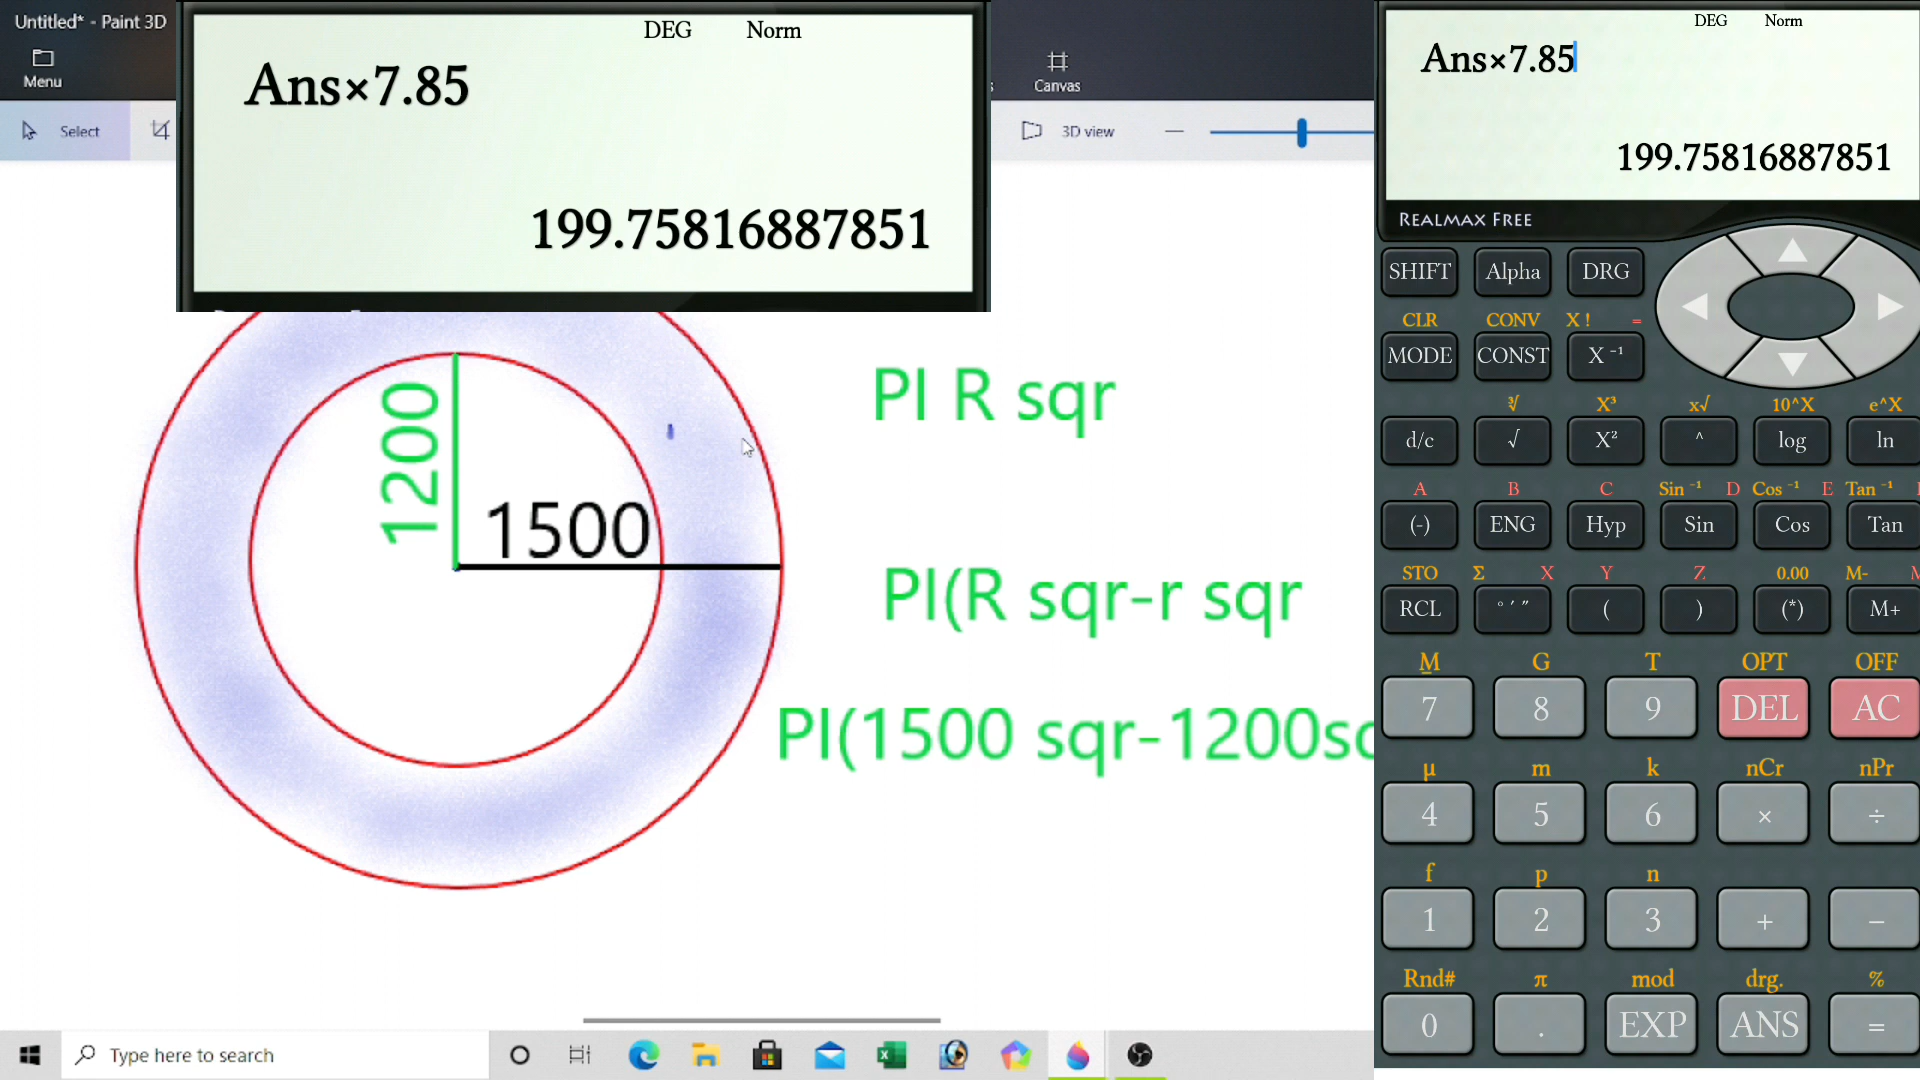 Untitled* - Paint 3D
Menu
DEG Norm
Ans×7.85
199.75816887851
Canvas
Select
3D view
1200
1500
PI R sqr
PI(R sqr-r sqr
PI(1500 sqr-1200sq
Type here to search
DEG Norm
Ans×7.85
199.75816887851
REALMAX FREE
SHIFT Alpha DRG
CLR CONV X ! =
MODE CONST X ⁻¹
∛ X³ x√ 10^X e^X
d/c √ X² ^ log ln
A B C Sin ⁻¹ D Cos ⁻¹ E Tan ⁻¹
(-) ENG Hyp Sin Cos Tan
STO Σ X Y Z 0.00 M-
RCL ° ′ ″ ( ) (*) M+
M G T OPT OFF
7 8 9 DEL AC
μ m k nCr nPr
4 5 6 × ÷
f p n
1 2 3 + −
Rnd# π mod drg. %
0 . EXP ANS =